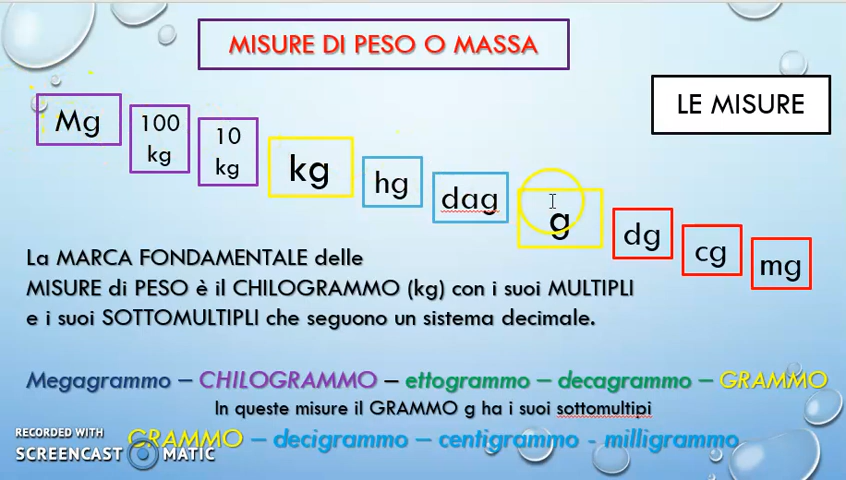 MISURE DI PESO O MASSA
LE MISURE
Mg
100
kg
10
kg
kg
hg
dag
g
dg
cg
mg
La MARCA FONDAMENTALE delle
MISURE di PESO è il CHILOGRAMMO (kg) con i suoi MULTIPLI
e i suoi SOTTOMULTIPLI che seguono un sistema decimale.
Megagrammo – CHILOGRAMMO – ettogrammo – decagrammo – GRAMMO
In queste misure il GRAMMO g ha i suoi sottomultipi
GRAMMO – decigrammo – centigrammo - milligrammo
RECORDED WITH
SCREENCAST MATIC